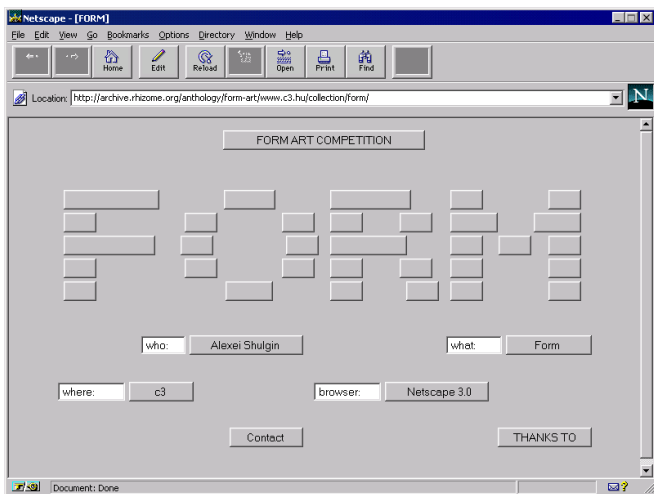 Netscape - [FORM]
File Edit View Go Bookmarks Options Directory Window Help
Home Edit Reload Open Print Find
Location: http://archive.rhizome.org/anthology/form-art/www.c3.hu/collection/form/
N
FORM ART COMPETITION
FORM
who: Alexei Shulgin what: Form
where: c3 browser: Netscape 3.0
Contact THANKS TO
Document: Done